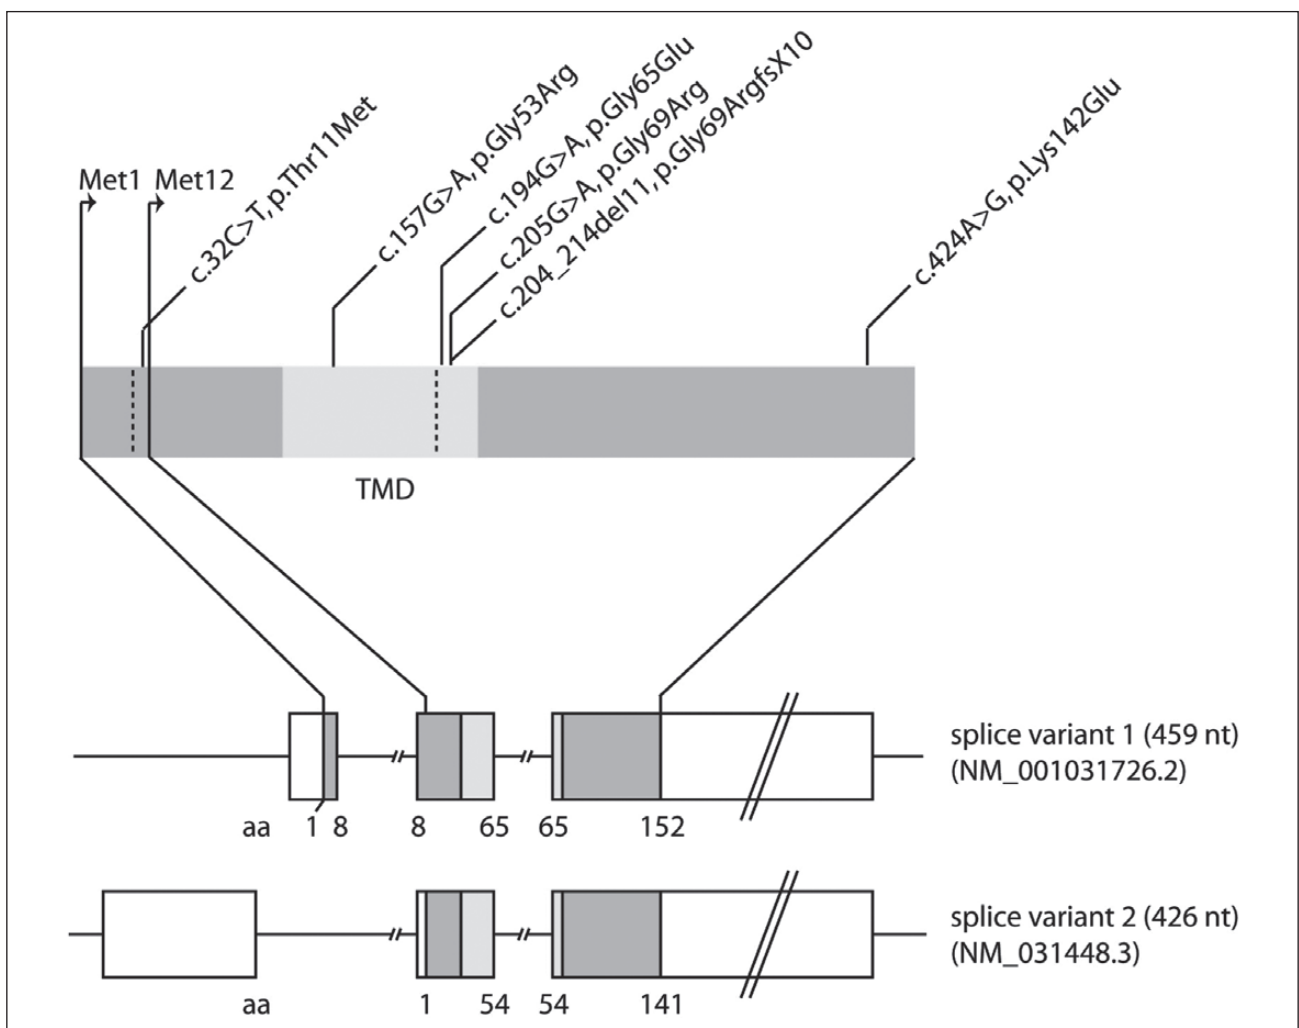 Met1
Met12
c.32C>T, p.Thr11Met
c.157G>A, p.Gly53Arg
c.194G>A, p.Gly65Glu
c.205G>A, p.Gly69Arg
c.204_214del11, p.Gly69ArgfsX10
c.424A>G, p.Lys142Glu
TMD
splice variant 1 (459 nt)
(NM_001031726.2)
aa 1 8 8 65 65 152
splice variant 2 (426 nt)
(NM_031448.3)
aa 1 54 54 141